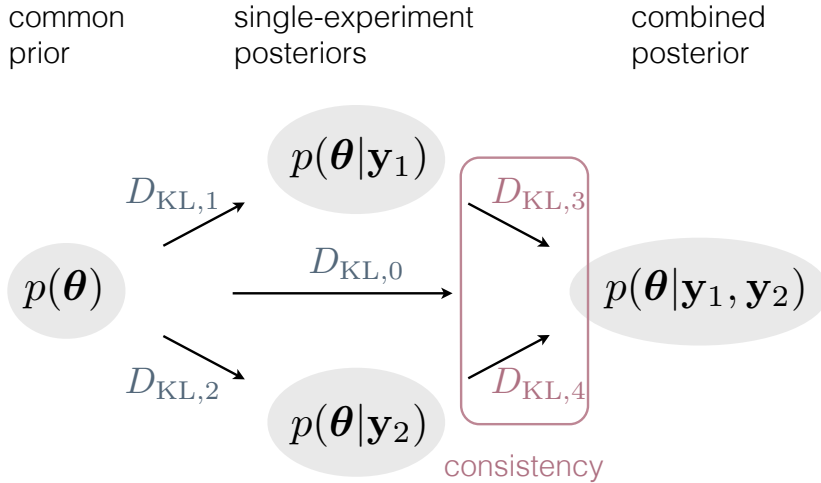 common
prior
single-experiment
posteriors
combined
posterior
p(θ|y₁)
D_KL,1
D_KL,3
p(θ)
D_KL,0
p(θ|y₁, y₂)
D_KL,2
D_KL,4
p(θ|y₂)
consistency